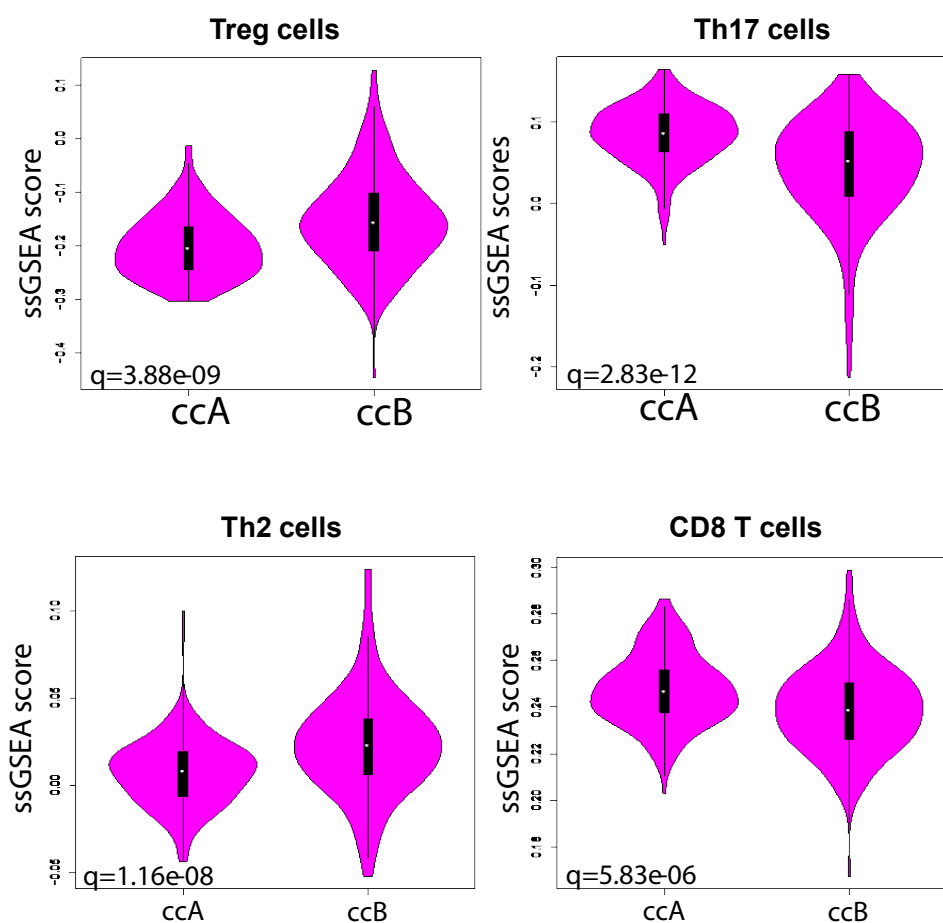 Treg cells
ssGSEA score
0.1
0.0
-0.1
-0.2
-0.3
-0.4
q=3.88e-09
ccA ccB
Th17 cells
ssGSEA scores
0.1
0.0
-0.1
-0.2
q=2.83e-12
ccA ccB
Th2 cells
ssGSEA score
0.10
0.05
0.00
-0.05
q=1.16e-08
ccA ccB
CD8 T cells
ssGSEA score
0.30
0.28
0.26
0.24
0.22
0.20
0.18
q=5.83e-06
ccA ccB